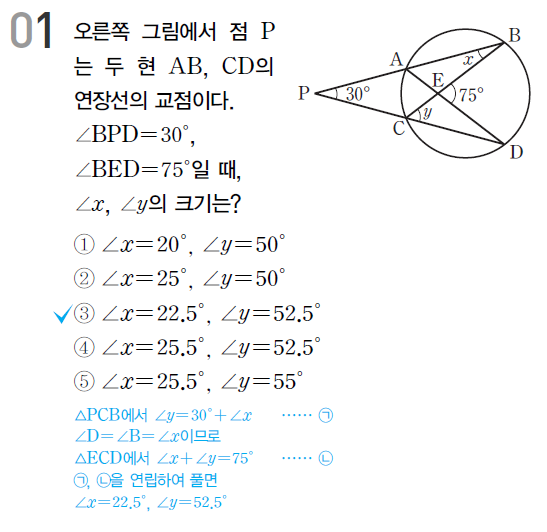 01 오른쪽 그림에서 점 P
는 두 현 AB, CD의
연장선의 교점이다.
∠BPD=30°,
∠BED=75°일 때,
∠x, ∠y의 크기는?
A
B
x
E
P
30°
75°
C
y
D
① ∠x=20°, ∠y=50°
② ∠x=25°, ∠y=50°
③ ∠x=22.5°, ∠y=52.5°
④ ∠x=25.5°, ∠y=52.5°
⑤ ∠x=25.5°, ∠y=55°
△PCB에서 ∠y=30°+∠x …… ㉠
∠D=∠B=∠x이므로
△ECD에서 ∠x+∠y=75° …… ㉡
㉠, ㉡을 연립하여 풀면
∠x=22.5°, ∠y=52.5°